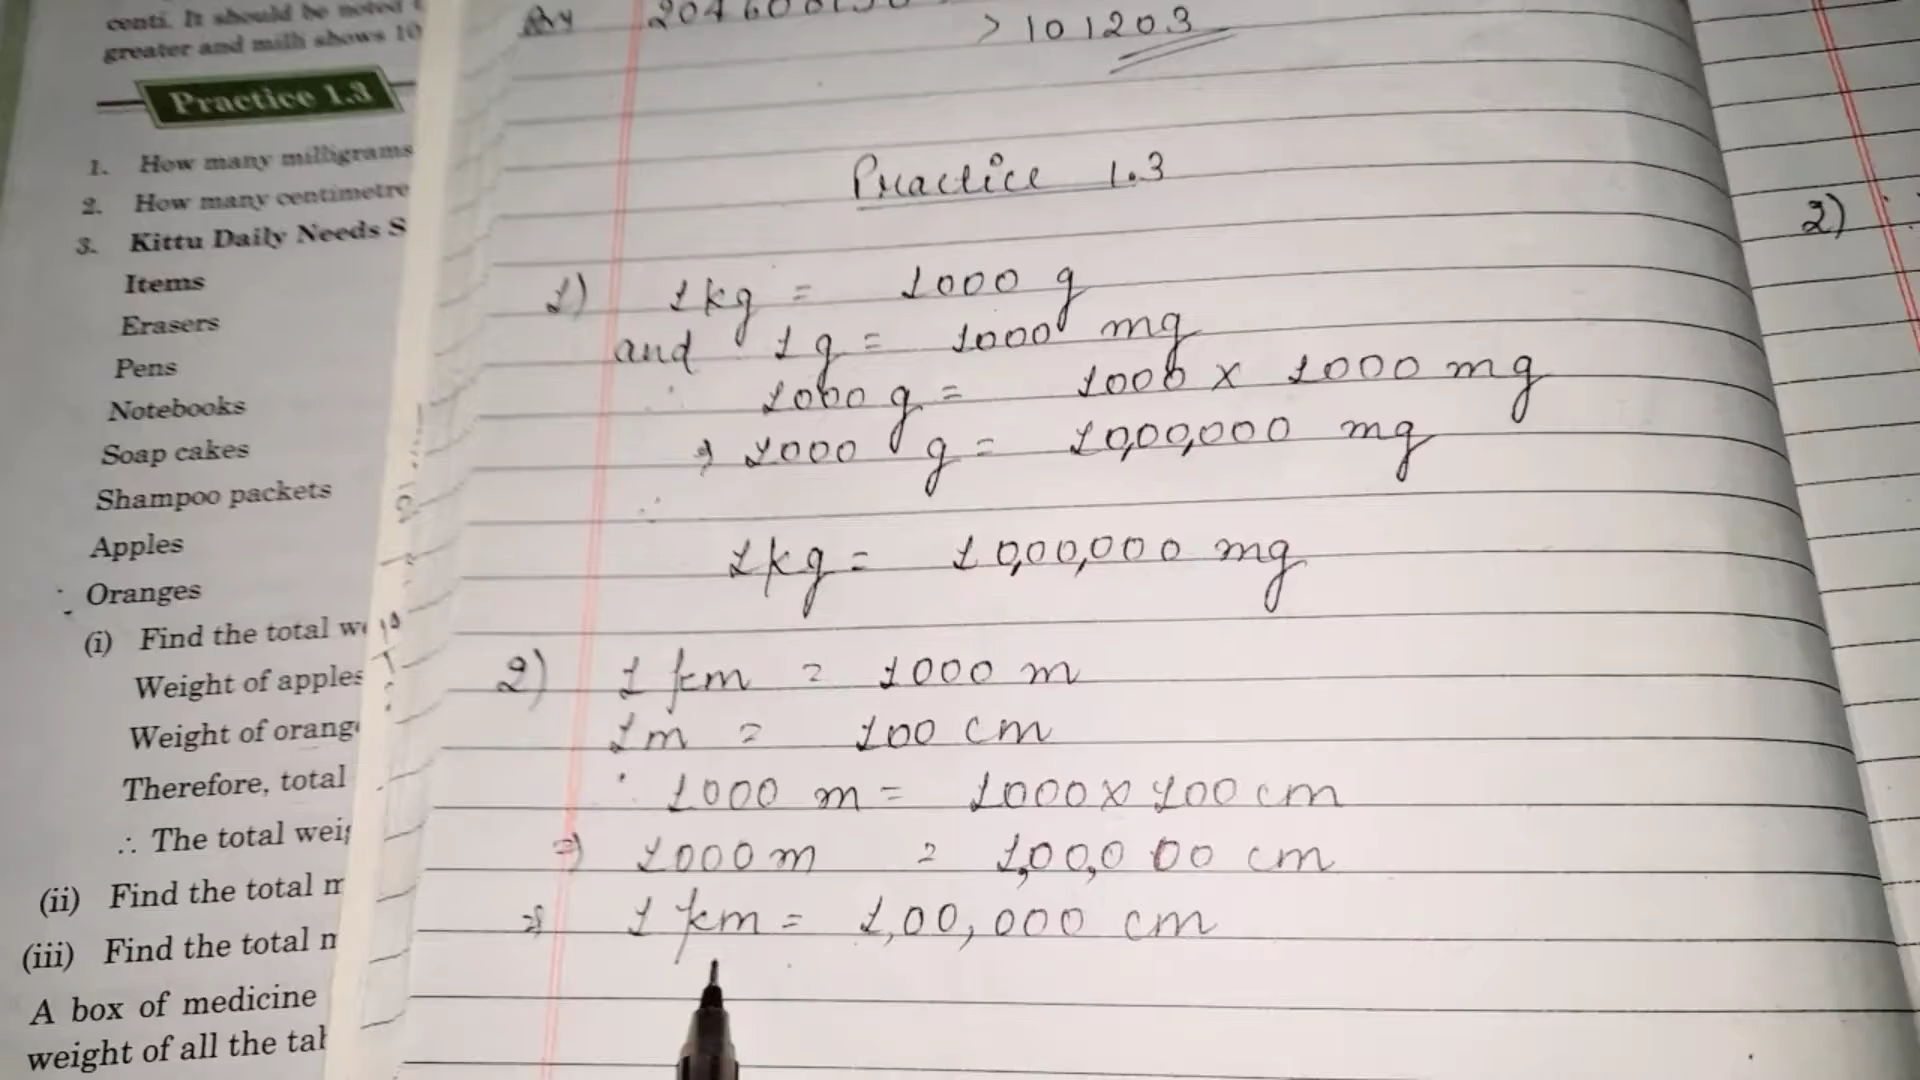 centi. It should be noted
greater and milli shows 10
Practice 1.3
1. How many milligrams
2. How many centimetre
3. Kittu Daily Needs S
Items
Erasers
Pens
Notebooks
Soap cakes
Shampoo packets
Apples
Oranges
(i) Find the total we
Weight of apples
Weight of orang
Therefore, total
∴ The total weig
(ii) Find the total m
(iii) Find the total m
A box of medicine
weight of all the tab
> 101203
Practice 1.3
1) 1kg = 1000 g
and 1g = 1000 mg
∴ 1000 g = 1000 x 1000 mg
⇒ 1000 g = 10,00,000 mg
∴
1kg = 10,00,000 mg
2) 1 km = 1000 m
1m = 100 cm
∴ 1000 m = 1000 x 100 cm
⇒ 1000 m = 1,00,000 cm
⇒ 1 km = 1,00,000 cm
2)